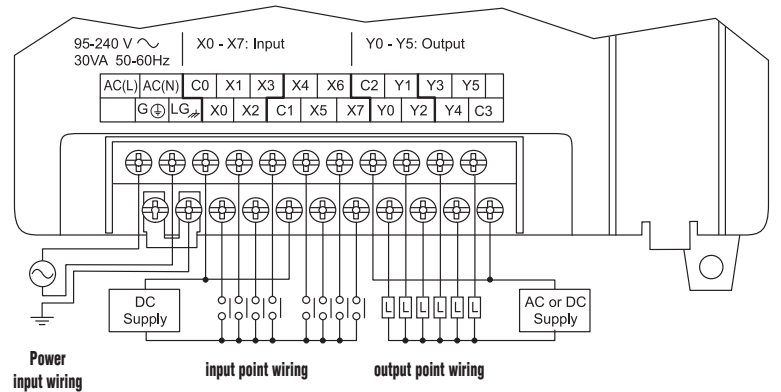 95-240 V ∿ X0 - X7: Input Y0 - Y5: Output
30VA 50-60Hz
AC(L) AC(N) C0 X1 X3 X4 X6 C2 Y1 Y3 Y5
G LG X0 X2 C1 X5 X7 Y0 Y2 Y4 C3
DC
Supply
L L L L L L
AC or DC
Supply
Power
input wiring
input point wiring
output point wiring